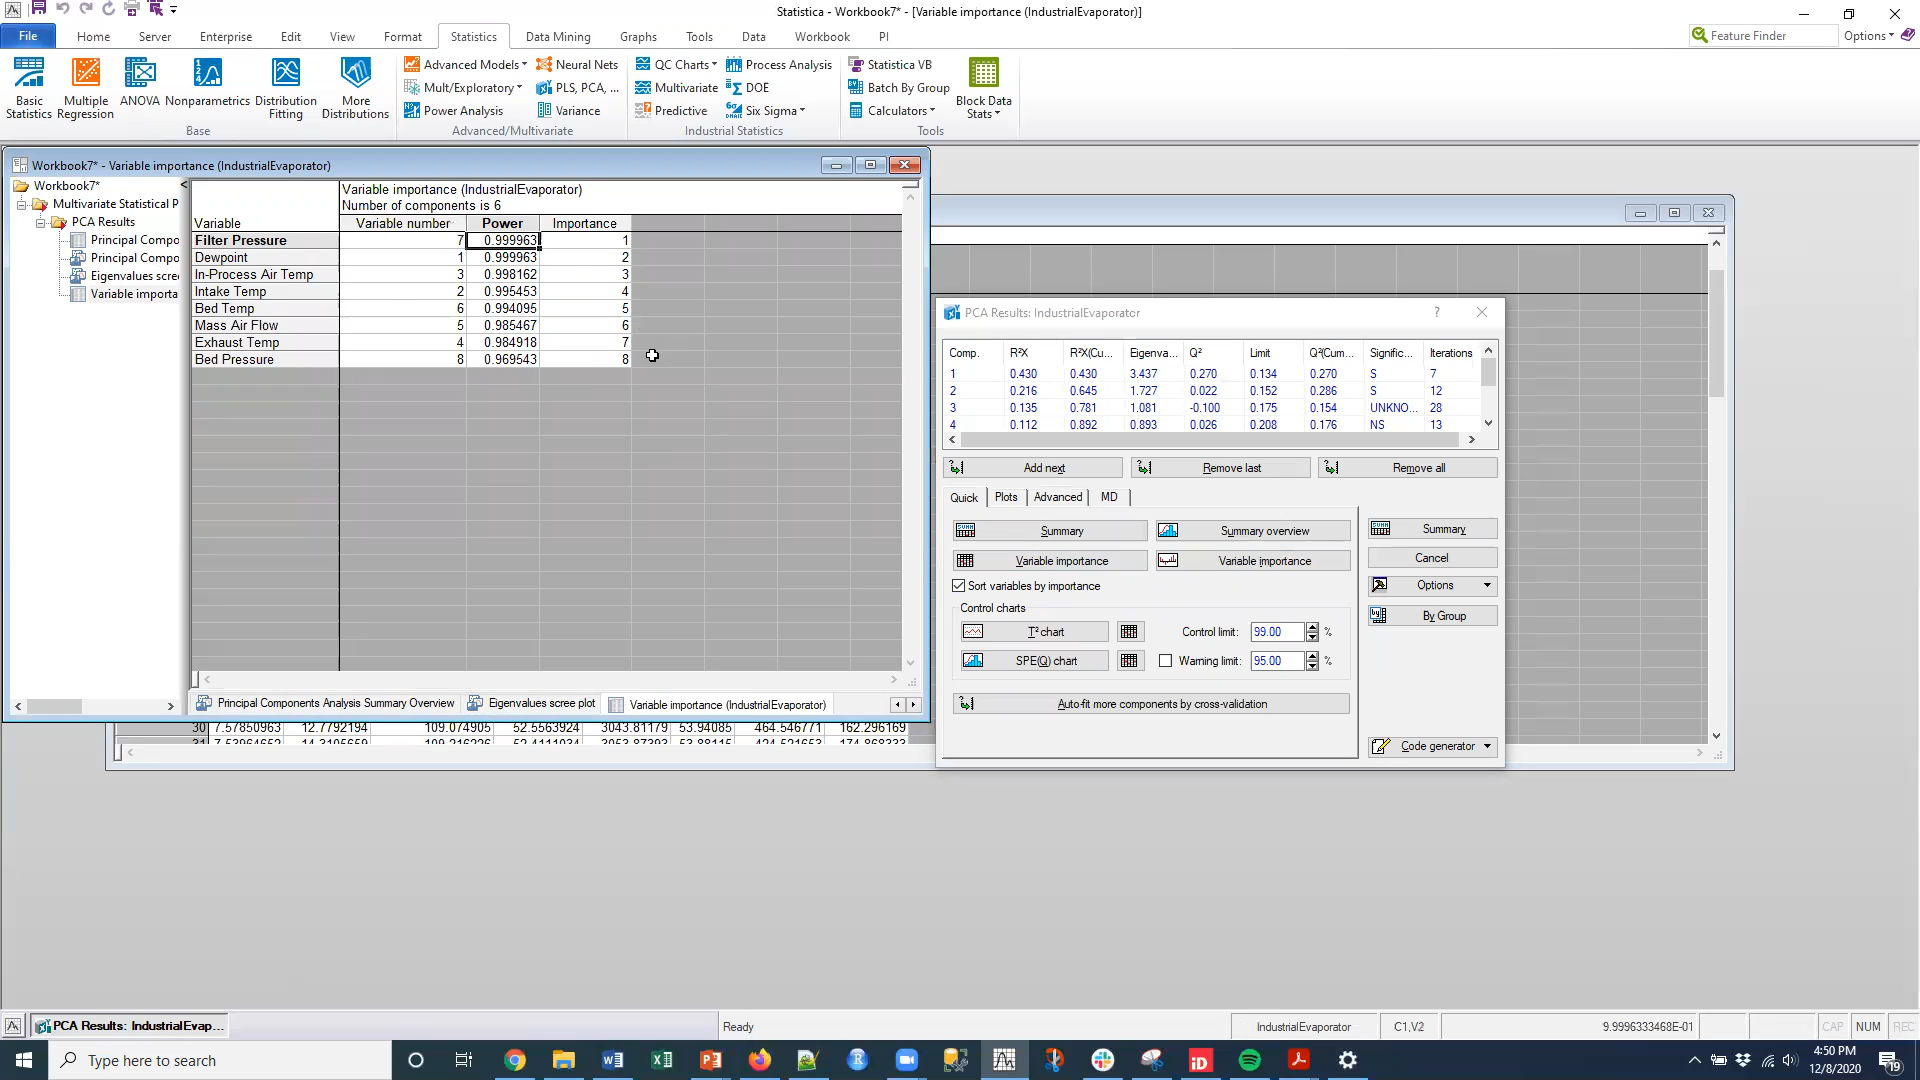 Statistica - Workbook7* - [Variable importance (IndustrialEvaporator)]
File Home Server Enterprise Edit View Format Statistics Data Mining Graphs Tools Data Workbook PI Feature Finder Options
Basic Statistics
Multiple Regression
ANOVA
Nonparametrics
Distribution Fitting
More Distributions
Base
Advanced Models Neural Nets
Mult/Exploratory PLS, PCA, ...
Power Analysis Variance
Advanced/Multivariate
QC Charts Process Analysis
Multivariate DOE
Predictive Six Sigma
Industrial Statistics
Statistica VB
Batch By Group
Calculators
Block Data Stats
Tools
Workbook7* - Variable importance (IndustrialEvaporator)
Workbook7*
Multivariate Statistical P
PCA Results
Principal Compo
Principal Compo
Eigenvalues scre
Variable importa
Variable importance (IndustrialEvaporator)
Number of components is 6
Variable Variable number Power Importance
Filter Pressure 7 0.999963 1
Dewpoint 1 0.999963 2
In-Process Air Temp 3 0.998162 3
Intake Temp 2 0.995453 4
Bed Temp 6 0.994095 5
Mass Air Flow 5 0.985467 6
Exhaust Temp 4 0.984918 7
Bed Pressure 8 0.969543 8
Principal Components Analysis Summary Overview Eigenvalues scree plot Variable importance (IndustrialEvaporator)
30 7.57850963 12.7792194 109.074905 52.5563924 3043.81179 53.94085 464.546771 162.296169
PCA Results: IndustrialEvaporator ?
Comp. R²X R²X(Cu... Eigenva... Q² Limit Q²(Cum... Signific... Iterations
1 0.430 0.430 3.437 0.270 0.134 0.270 S 7
2 0.216 0.645 1.727 0.022 0.152 0.286 S 12
3 0.135 0.781 1.081 -0.100 0.175 0.154 UNKNO... 28
4 0.112 0.892 0.893 0.026 0.208 0.176 NS 13
Add next Remove last Remove all
Quick Plots Advanced MD
Summary Summary overview
Variable importance Variable importance
Sort variables by importance
Control charts
T² chart Control limit: 99.00 %
SPE(Q) chart Warning limit: 95.00 %
Auto-fit more components by cross-validation
Summary
Cancel
Options
By Group
Code generator
PCA Results: IndustrialEvap... Ready IndustrialEvaporator C1,V2 9.9996333468E-01 CAP NUM REC
Type here to search
4:50 PM
12/8/2020
19